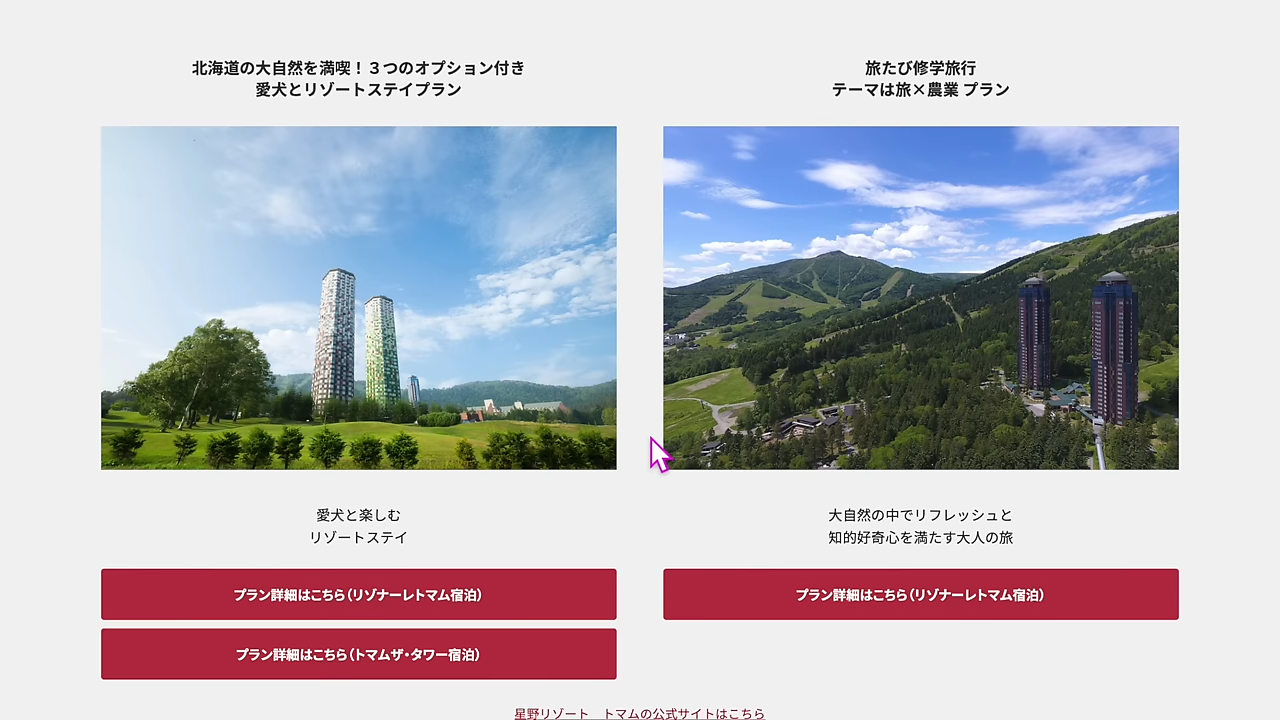 北海道の大自然を満喫！３つのオプション付き
愛犬とリゾートステイプラン
愛犬と楽しむ
リゾートステイ
プラン詳細はこちら（リゾナーレトマム宿泊）
プラン詳細はこちら（トマムザ・タワー宿泊）
旅たび修学旅行
テーマは旅×農業 プラン
大自然の中でリフレッシュと
知的好奇心を満たす大人の旅
プラン詳細はこちら（リゾナーレトマム宿泊）
星野リゾート　トマムの公式サイトはこちら